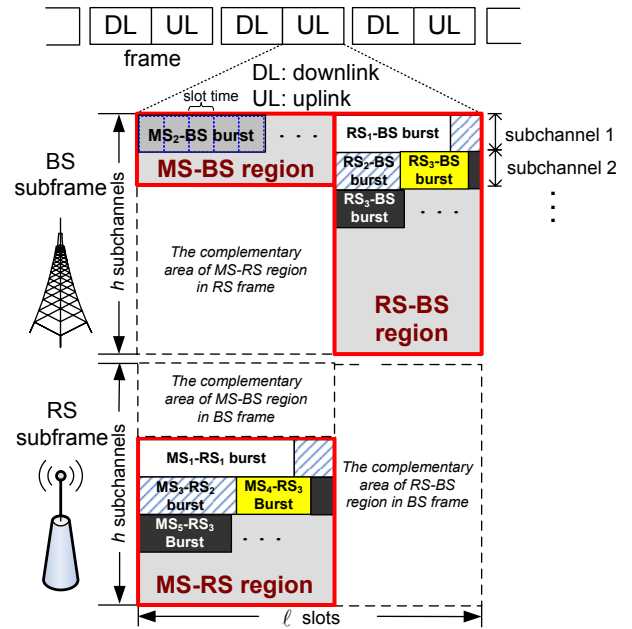 DL UL DL UL DL UL
frame
DL: downlink
UL: uplink
slot time
MS2-BS burst . . .
MS-BS region
RS1-BS burst
subchannel 1
RS2-BS
burst
RS3-BS
burst
subchannel 2
RS3-BS
burst
. . .
BS
subframe
h subchannels
The complementary
area of MS-RS region
in RS frame
RS-BS
region
The complementary
area of MS-BS region
in BS frame
RS
subframe
h subchannels
MS1-RS1 burst
MS3-RS2
burst
MS4-RS3
Burst
MS5-RS3
Burst
. . .
MS-RS region
The complementary
area of RS-BS
region in BS frame
ℓ slots